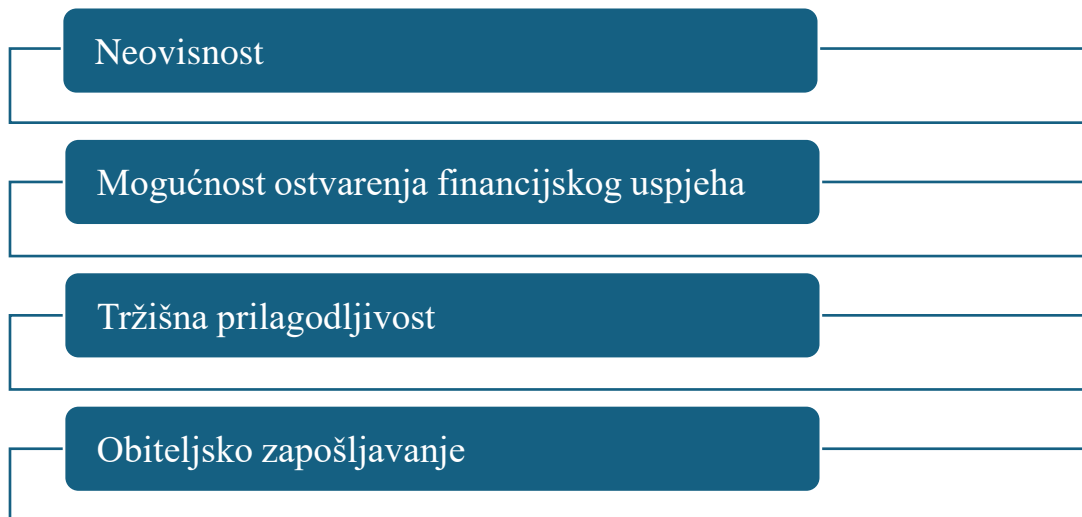 Neovisnost
Mogućnost ostvarenja financijskog uspjeha
Tržišna prilagodljivost
Obiteljsko zapošljavanje